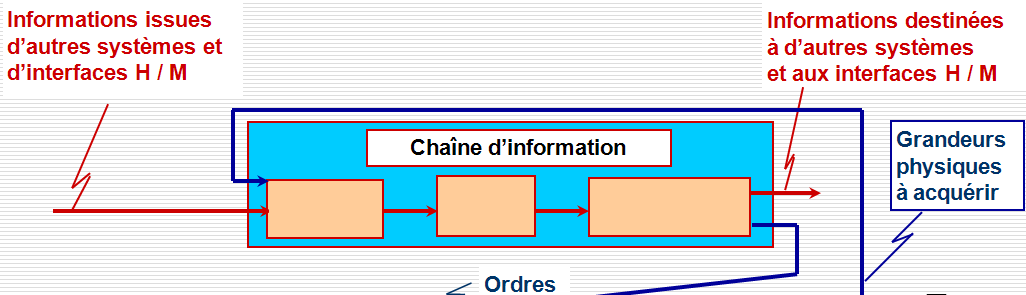 Informations issues
d’autres systèmes et
d’interfaces H / M
Informations destinées
à d’autres systèmes
et aux interfaces H / M
Chaîne d’information
Grandeurs
physiques
à acquérir
Ordres